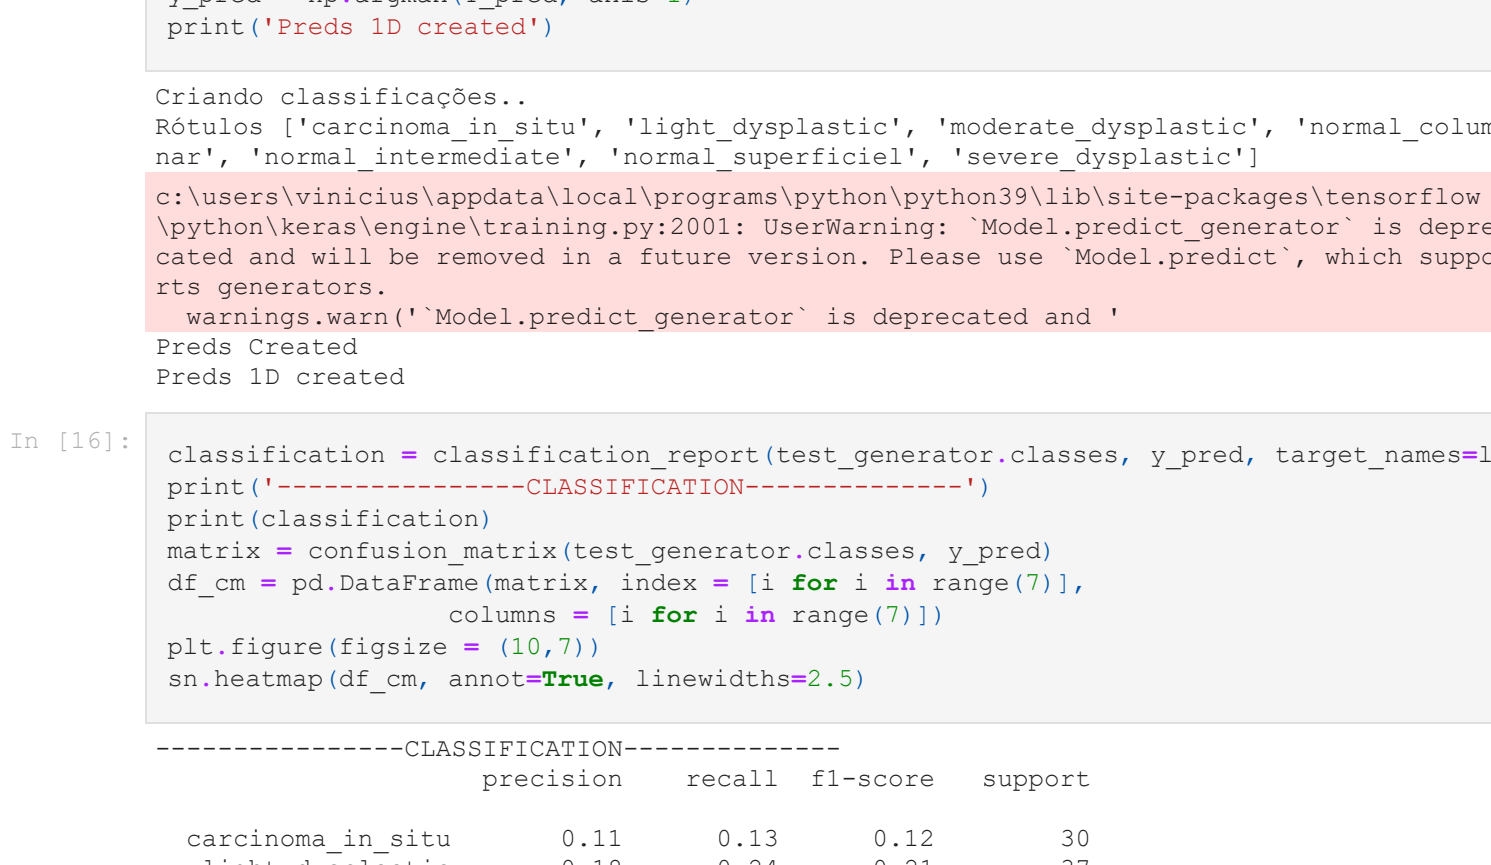 print('Preds 1D created')
Criando classificações..
Rótulos ['carcinoma_in_situ', 'light_dysplastic', 'moderate_dysplastic', 'normal_colum
nar', 'normal_intermediate', 'normal_superficiel', 'severe_dysplastic']
c:\users\vinicius\appdata\local\programs\python\python39\lib\site-packages\tensorflow
\python\keras\engine\training.py:2001: UserWarning: `Model.predict_generator` is depre
cated and will be removed in a future version. Please use `Model.predict`, which suppo
rts generators.
  warnings.warn('`Model.predict_generator` is deprecated and '
Preds Created
Preds 1D created
In [16]:
classification = classification_report(test_generator.classes, y_pred, target_names=l
print('----------------CLASSIFICATION--------------')
print(classification)
matrix = confusion_matrix(test_generator.classes, y_pred)
df_cm = pd.DataFrame(matrix, index = [i for i in range(7)],
                  columns = [i for i in range(7)])
plt.figure(figsize = (10,7))
sn.heatmap(df_cm, annot=True, linewidths=2.5)
----------------CLASSIFICATION--------------
                     precision    recall  f1-score   support
  carcinoma_in_situ       0.11      0.13      0.12        30